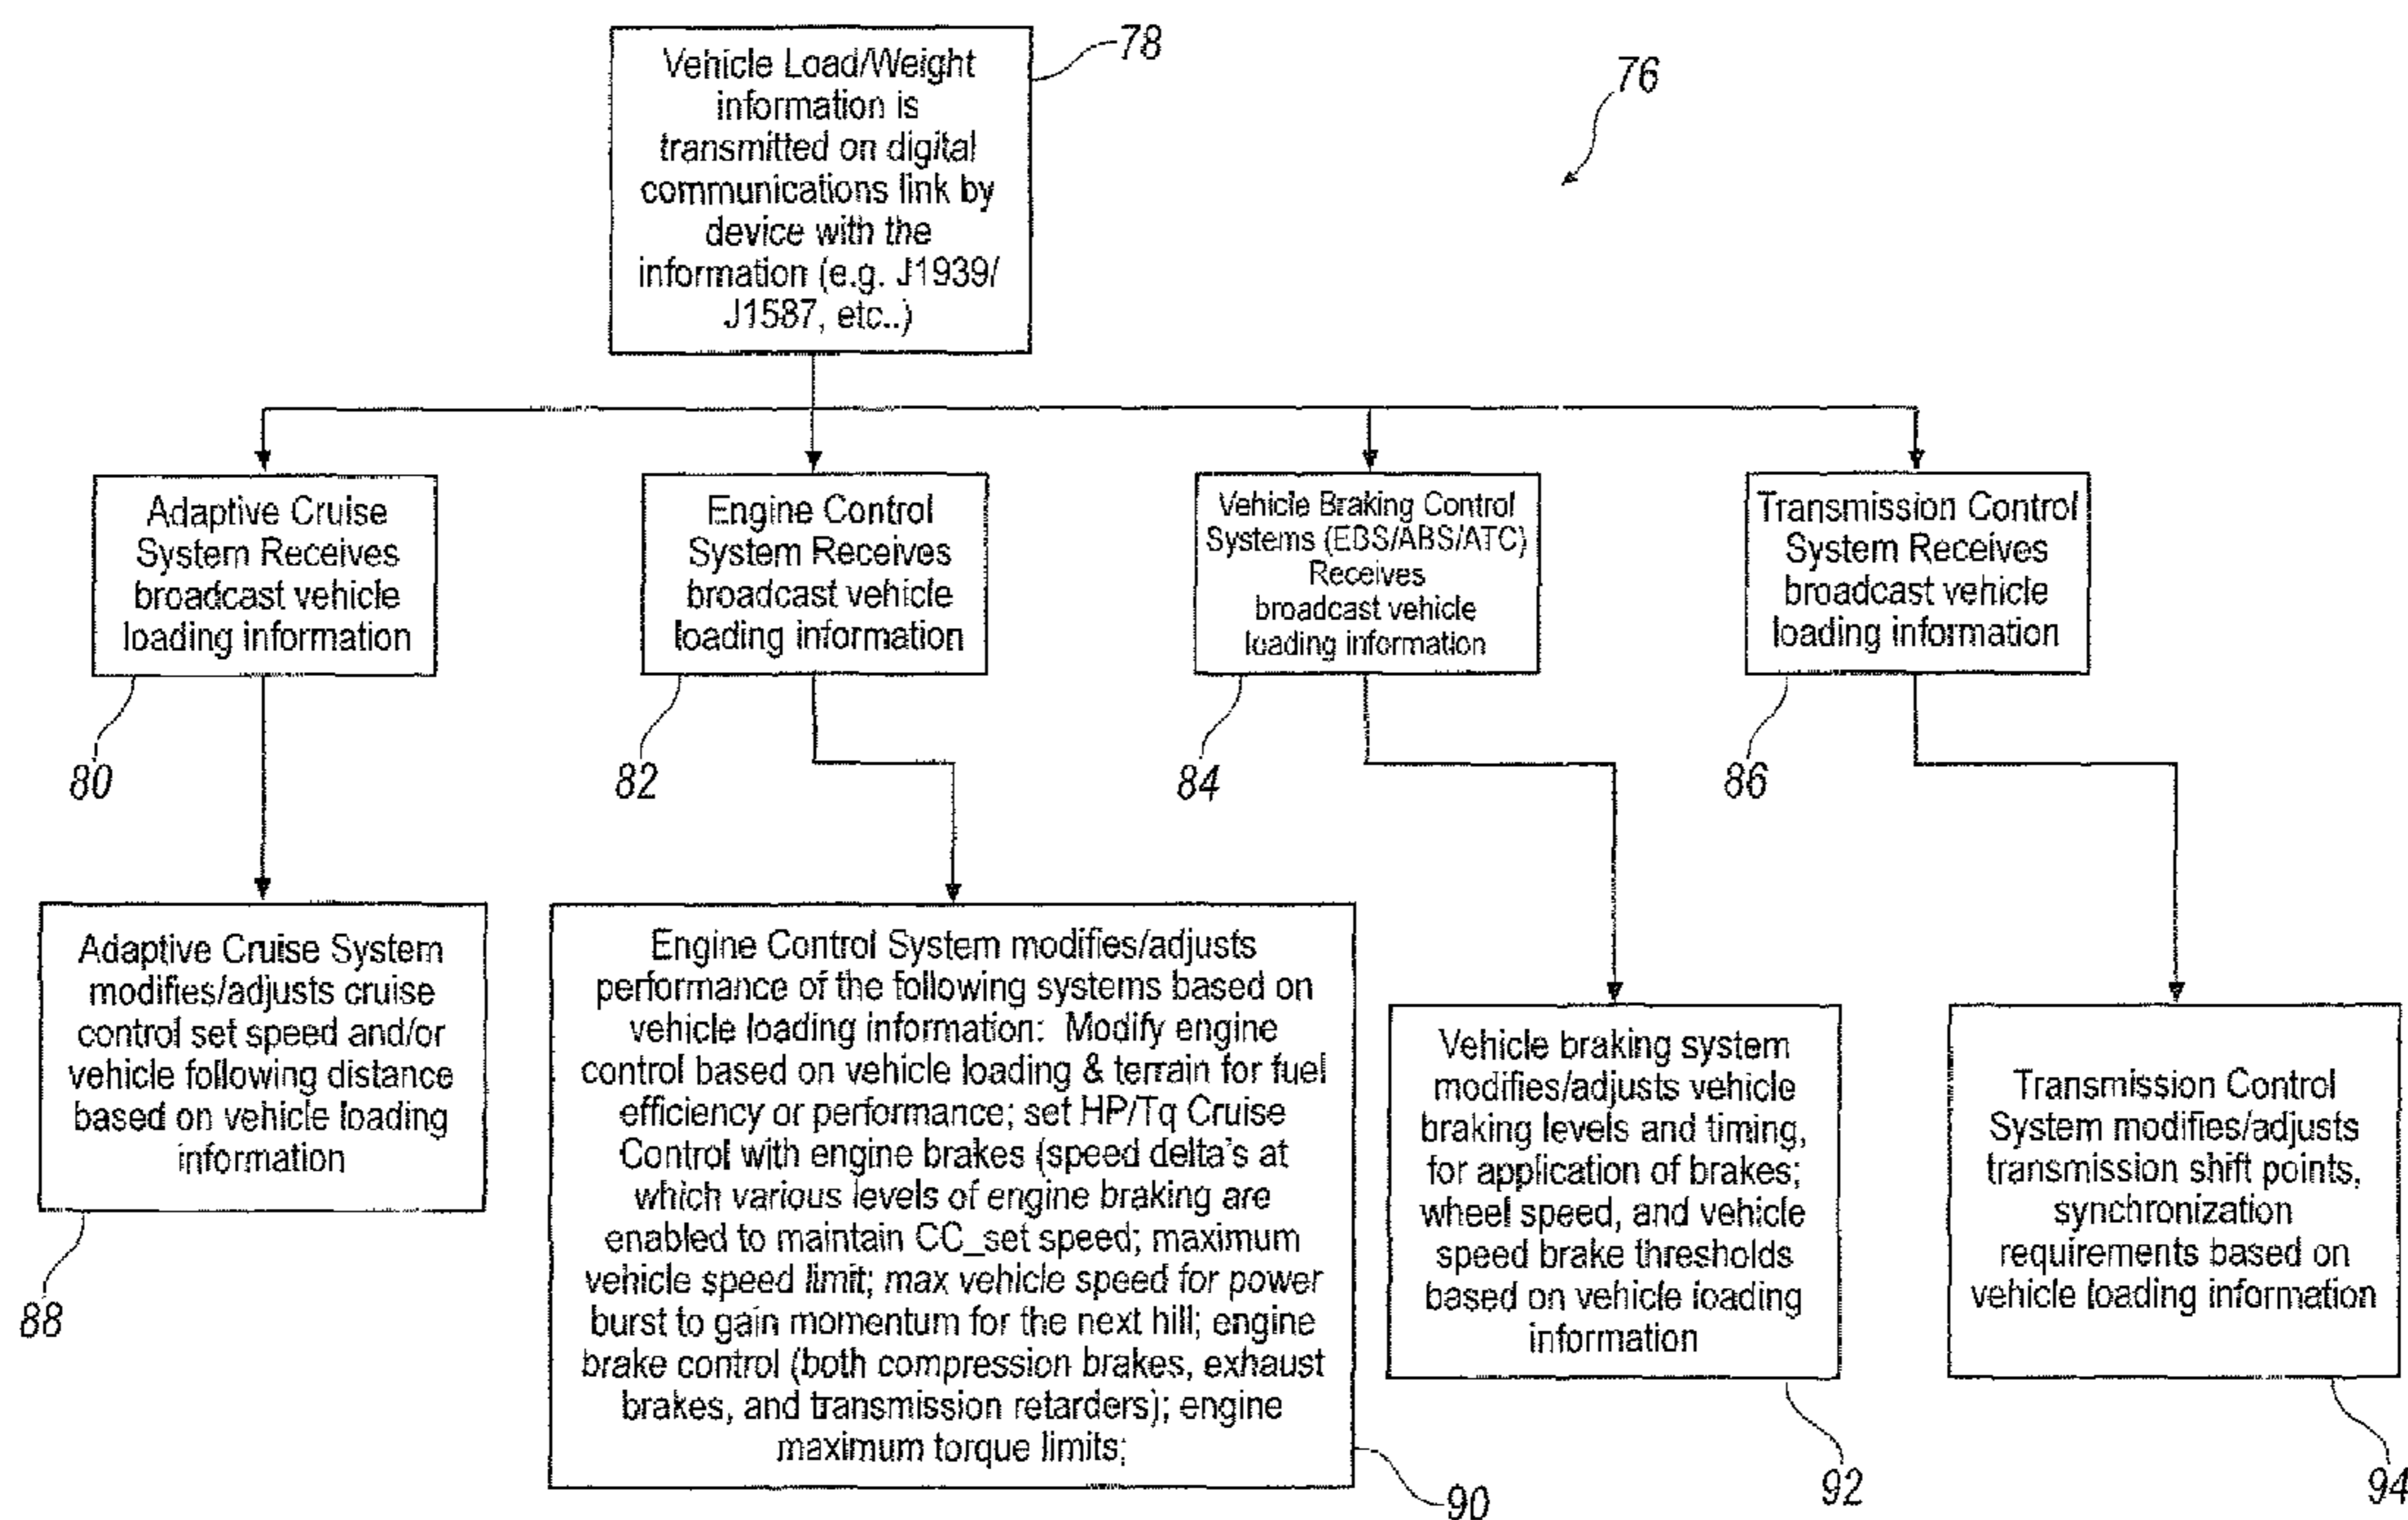 Vehicle Load/Weight
information is
transmitted on digital
communications link by
device with the
information (e.g. J1939/
J1587, etc..)
78
76
Adaptive Cruise
System Receives
broadcast vehicle
loading information
80
Engine Control
System Receives
broadcast vehicle
loading information
82
Vehicle Braking Control
Systems (EBS/ABS/ATC)
Receives
broadcast vehicle
loading information
84
Transmission Control
System Receives
broadcast vehicle
loading information
86
Adaptive Cruise System
modifies/adjusts cruise
control set speed and/or
vehicle following distance
based on vehicle loading
information
88
Engine Control System modifies/adjusts
performance of the following systems based on
vehicle loading information: Modify engine
control based on vehicle loading & terrain for fuel
efficiency or performance; set HP/Tq Cruise
Control with engine brakes (speed delta's at
which various levels of engine braking are
enabled to maintain CC_set speed; maximum
vehicle speed limit; max vehicle speed for power
burst to gain momentum for the next hill; engine
brake control (both compression brakes, exhaust
brakes, and transmission retarders); engine
maximum torque limits;
90
Vehicle braking system
modifies/adjusts vehicle
braking levels and timing,
for application of brakes;
wheel speed, and vehicle
speed brake thresholds
based on vehicle loading
information
92
Transmission Control
System modifies/adjusts
transmission shift points,
synchronization
requirements based on
vehicle loading information
94